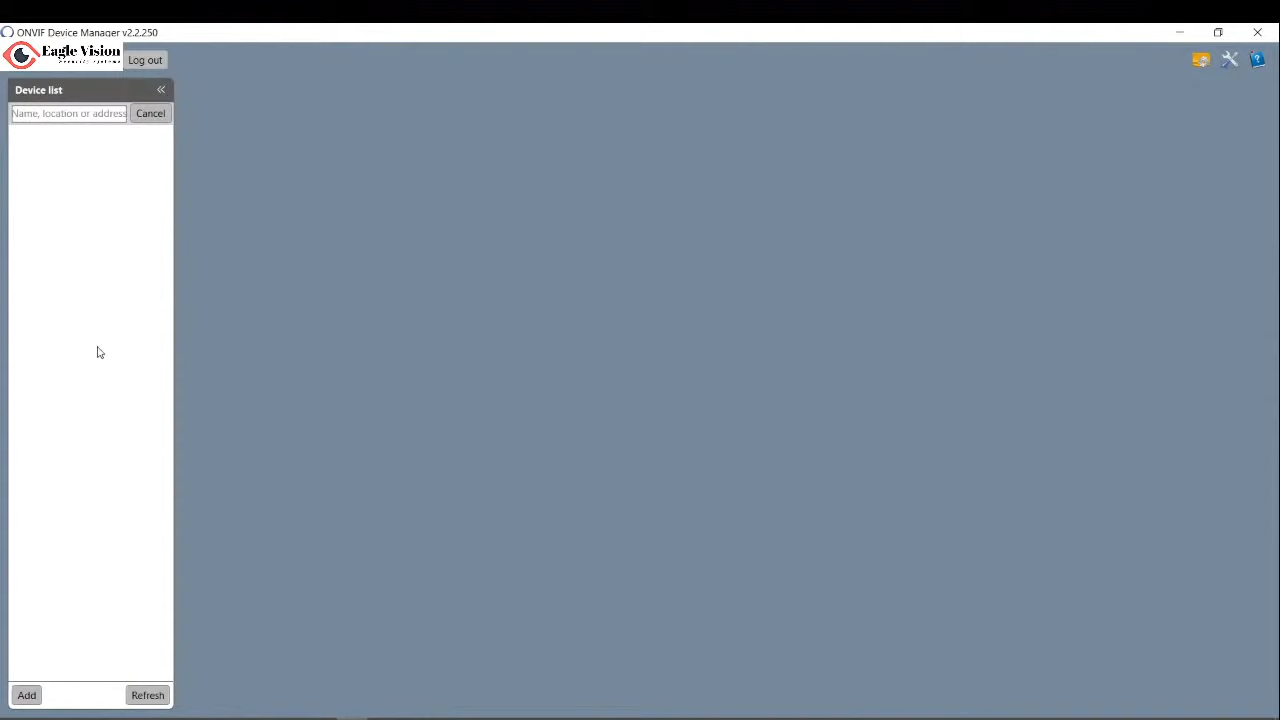 ONVIF Device Manager v2.2.250
Eagle Vision
Log out
Device list
Name, location or address
Cancel
Add
Refresh